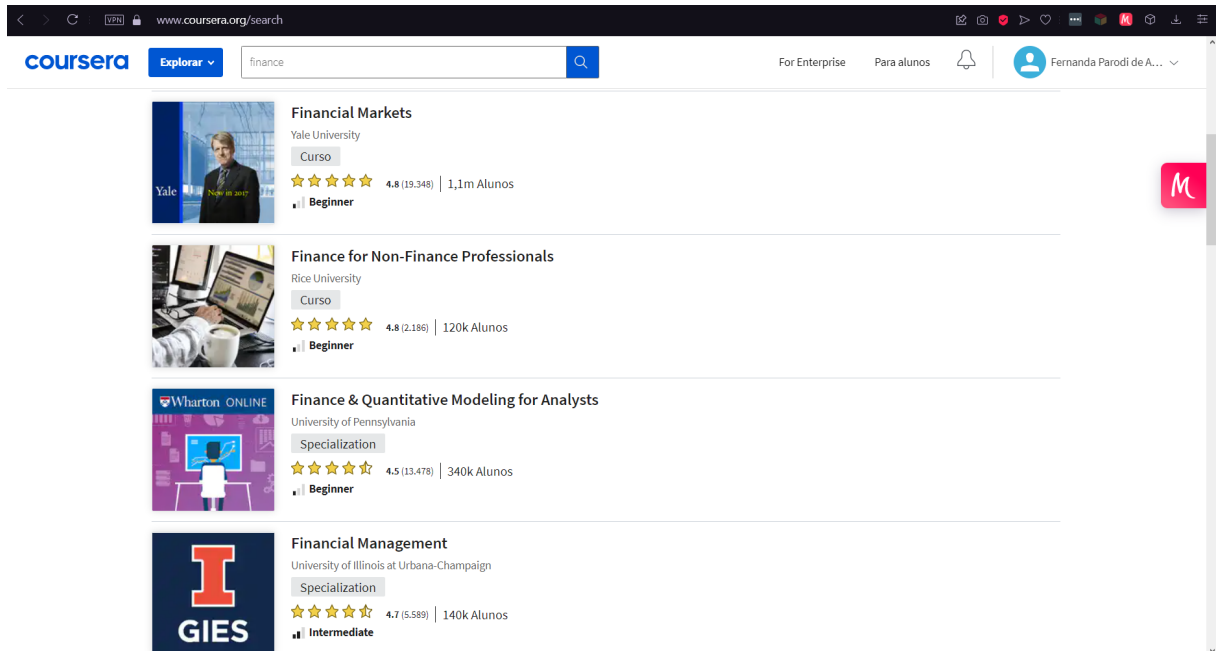 VPN www.coursera.org/search
coursera Explorar finance For Enterprise Para alunos Fernanda Parodi de A...
Financial Markets
Yale University
Curso
4.8 (19.348) 1,1m Alunos
Beginner
Yale New in 2017
Finance for Non-Finance Professionals
Rice University
Curso
4.8 (2.186) 120k Alunos
Beginner
Wharton ONLINE
Finance & Quantitative Modeling for Analysts
University of Pennsylvania
Specialization
4.5 (13.478) 340k Alunos
Beginner
Financial Management
University of Illinois at Urbana-Champaign
Specialization
4.7 (5.589) 140k Alunos
Intermediate
I
GIES
M